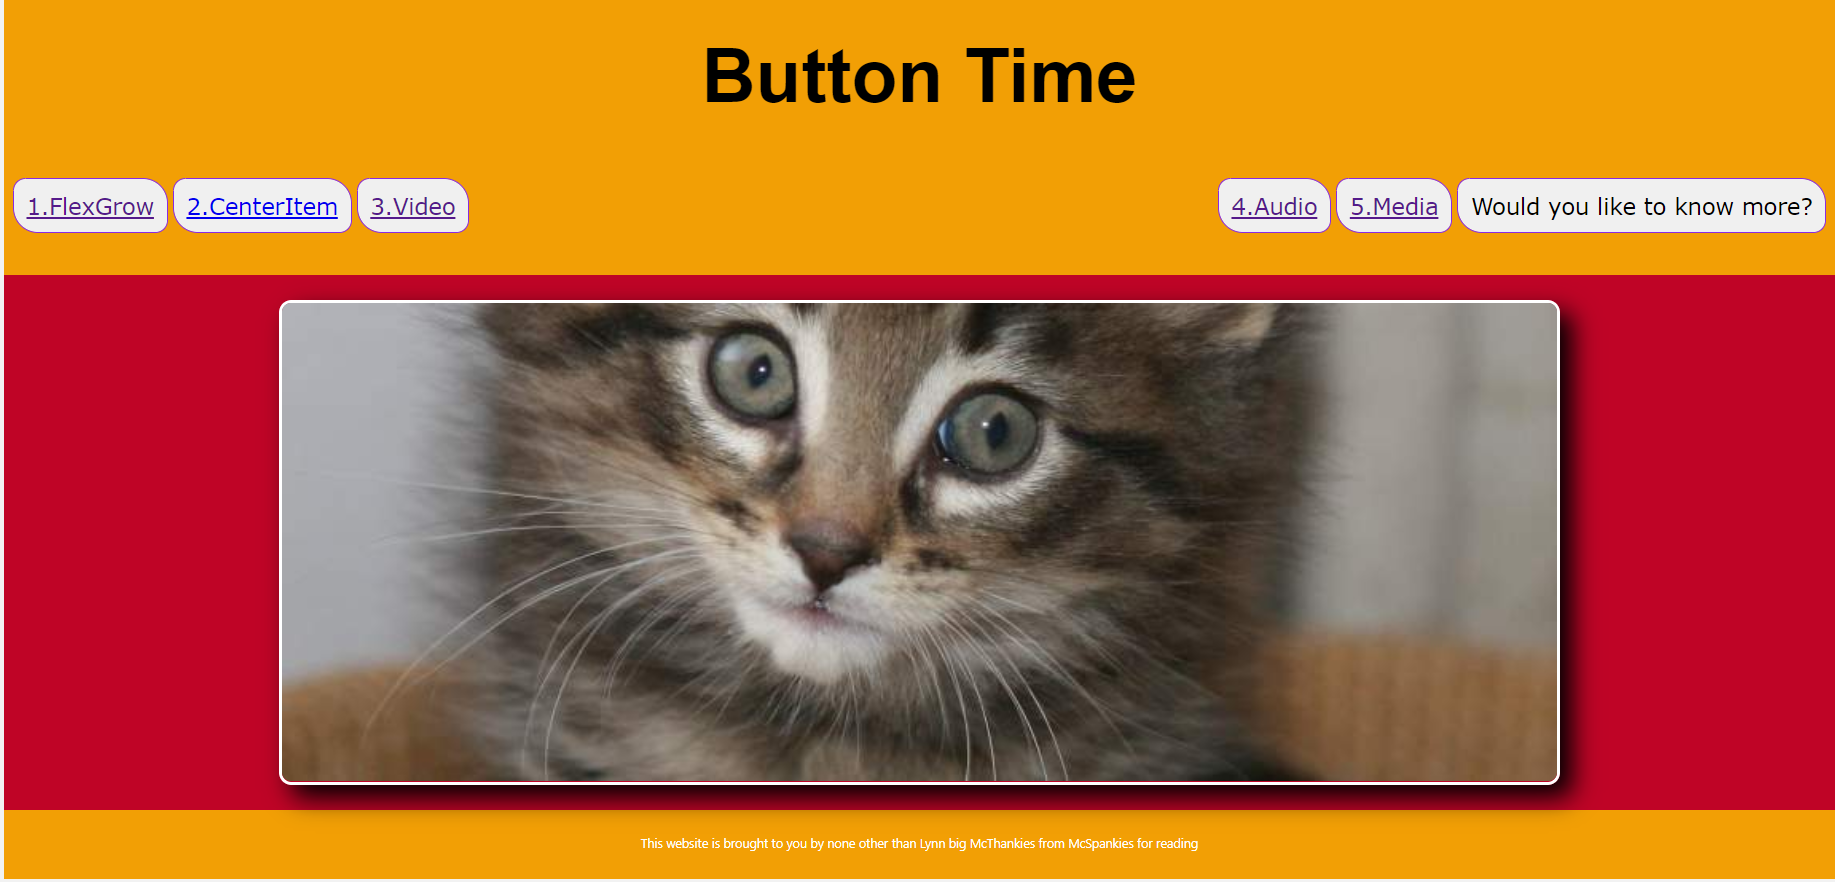 Button Time
1.FlexGrow 2.CenterItem 3.Video 4.Audio 5.Media Would you like to know more?
This website is brought to you by none other than Lynn big McThankies from McSpankies for reading